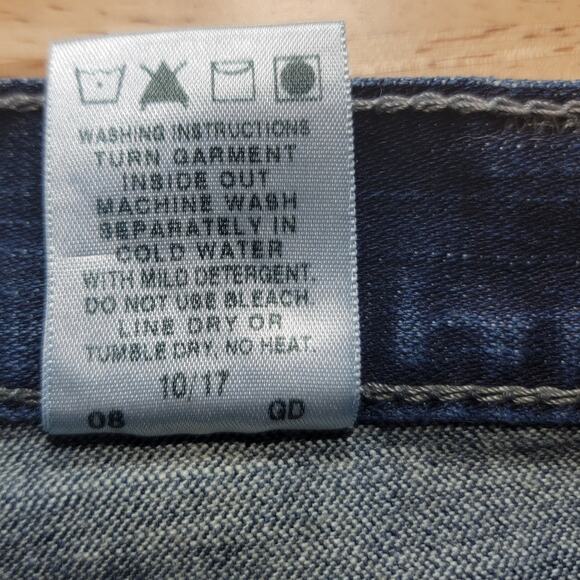 WASHING INSTRUCTIONS
TURN GARMENT
INSIDE OUT
MACHINE WASH
SEPARATELY IN
COLD WATER
WITH MILD DETERGENT.
DO NOT USE BLEACH.
LINE DRY OR
TUMBLE DRY, NO HEAT.
10/17
08 GD